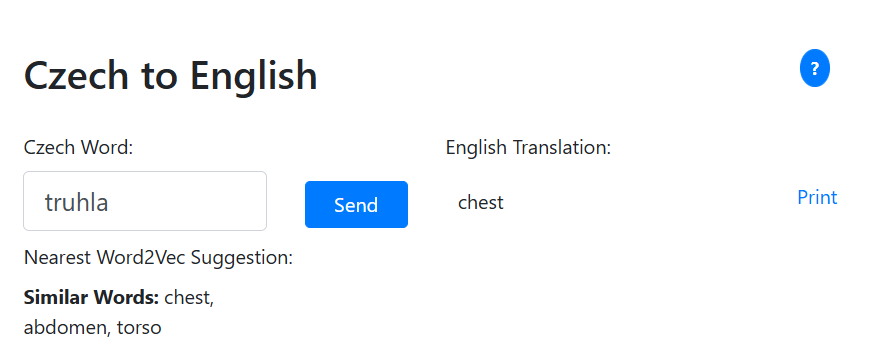 Czech to English
?
Czech Word:
English Translation:
truhla
Send
chest
Print
Nearest Word2Vec Suggestion:
Similar Words: chest,
abdomen, torso